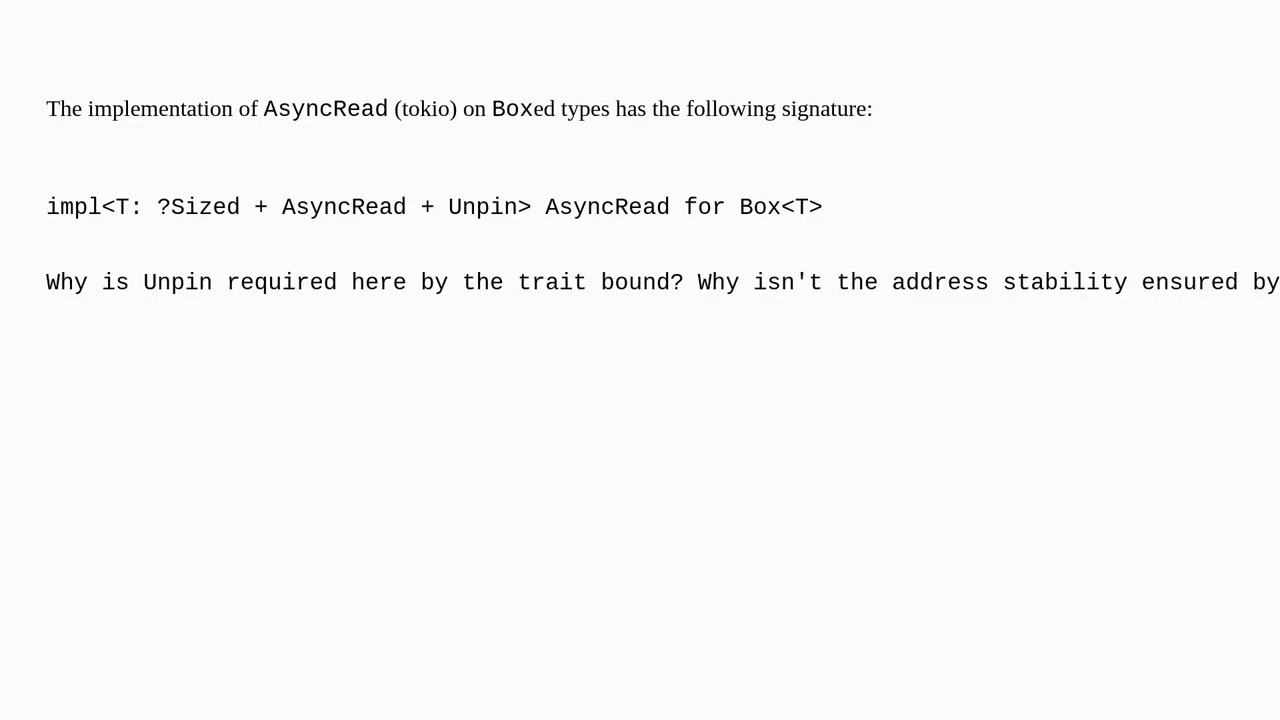 The implementation of AsyncRead (tokio) on Boxed types has the following signature:
impl<T: ?Sized + AsyncRead + Unpin> AsyncRead for Box<T>
Why is Unpin required here by the trait bound? Why isn't the address stability ensured by